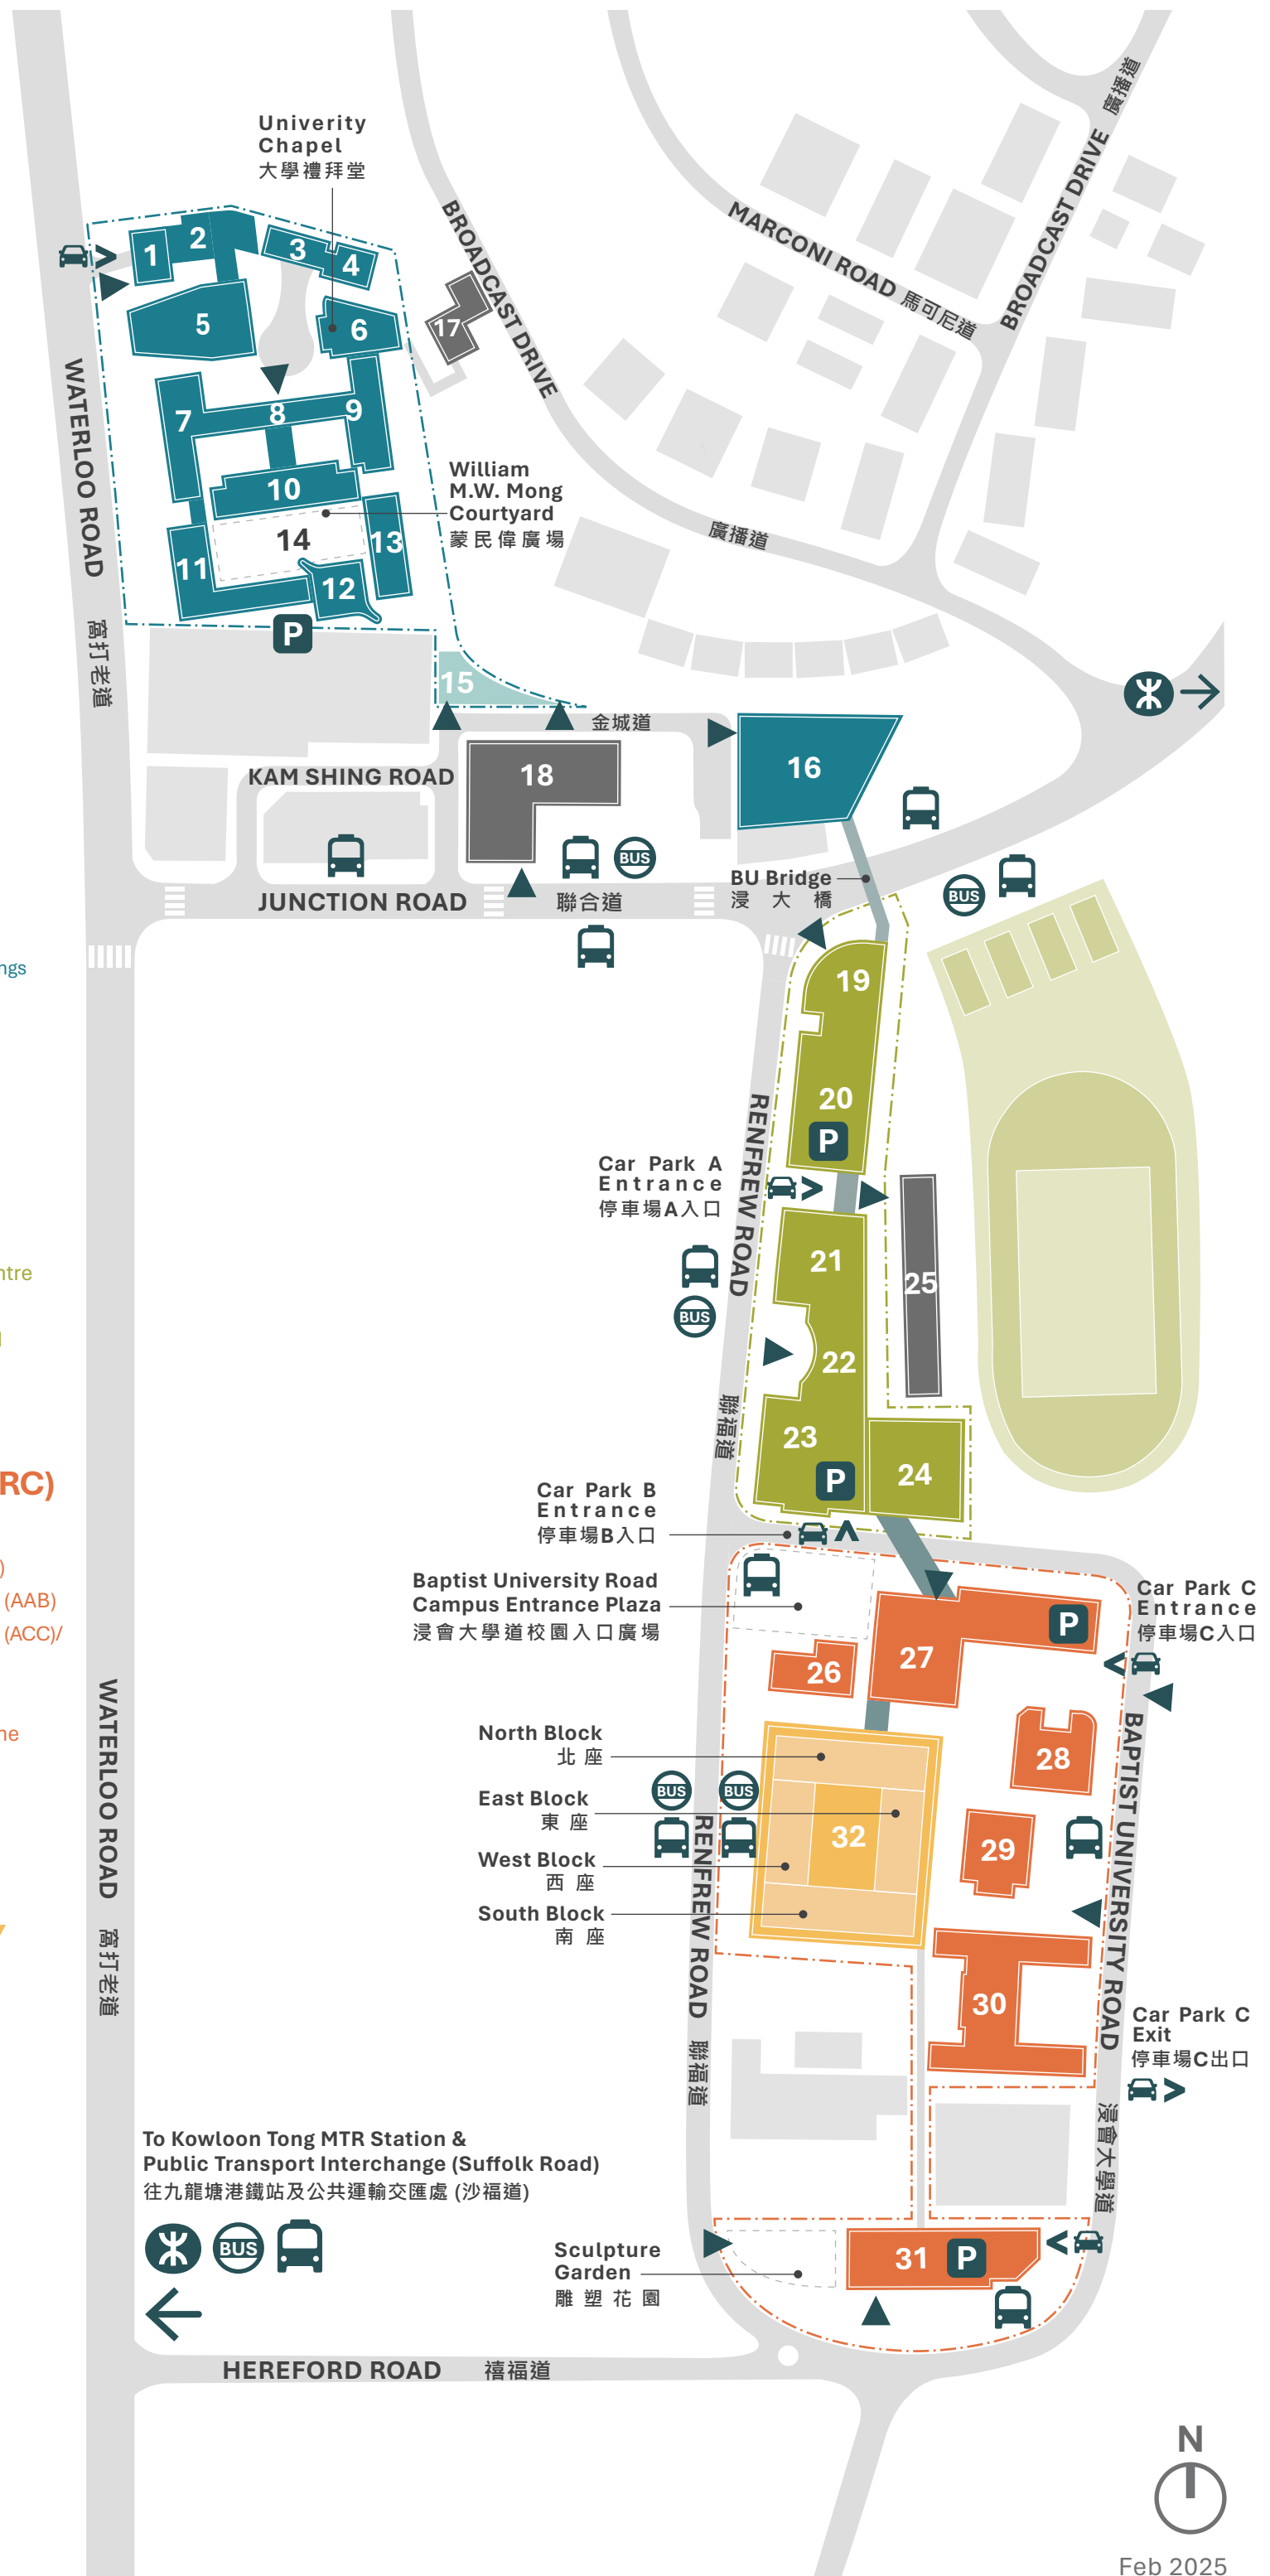 Univerity
Chapel
大學禮拜堂
BROADCAST DRIVE 廣播道
MARCONI ROAD 馬可尼道
BROADCAST DRIVE
廣播道
1
2
3
4
5
6
17
7
8
9
10
William
M.W. Mong
Courtyard
蒙民偉廣場
14
13
11
12
P
WATERLOO ROAD 窩打老道
15
金城道
KAM SHING ROAD
18
16
BUS
BU Bridge
浸大橋
BUS
JUNCTION ROAD 聯合道
ngs
19
20
P
RENFREW ROAD 聯福道
Car Park A
Entrance
停車場A入口
21
25
ntre
BUS
22
23
P
24
RC)
Car Park B
Entrance
停車場B入口
)
(AAB)
(ACC)/
Baptist University Road
Campus Entrance Plaza
浸會大學道校園入口廣場
Car Park C
Entrance
停車場C入口
P
27
26
ne
North Block
北座
28
BUS
BUS
East Block
東座
32
29
West Block
西座
South Block
南座
WATERLOO ROAD 窩打老道
RENFREW ROAD 聯福道
BAPTIST UNIVERSITY ROAD
浸會大學道
30
Car Park C
Exit
停車場C出口
To Kowloon Tong MTR Station &
Public Transport Interchange (Suffolk Road)
往九龍塘港鐵站及公共運輸交匯處 (沙福道)
BUS
Sculpture
Garden
雕塑花園
31
P
HEREFORD ROAD 禧福道
N
Feb 2025